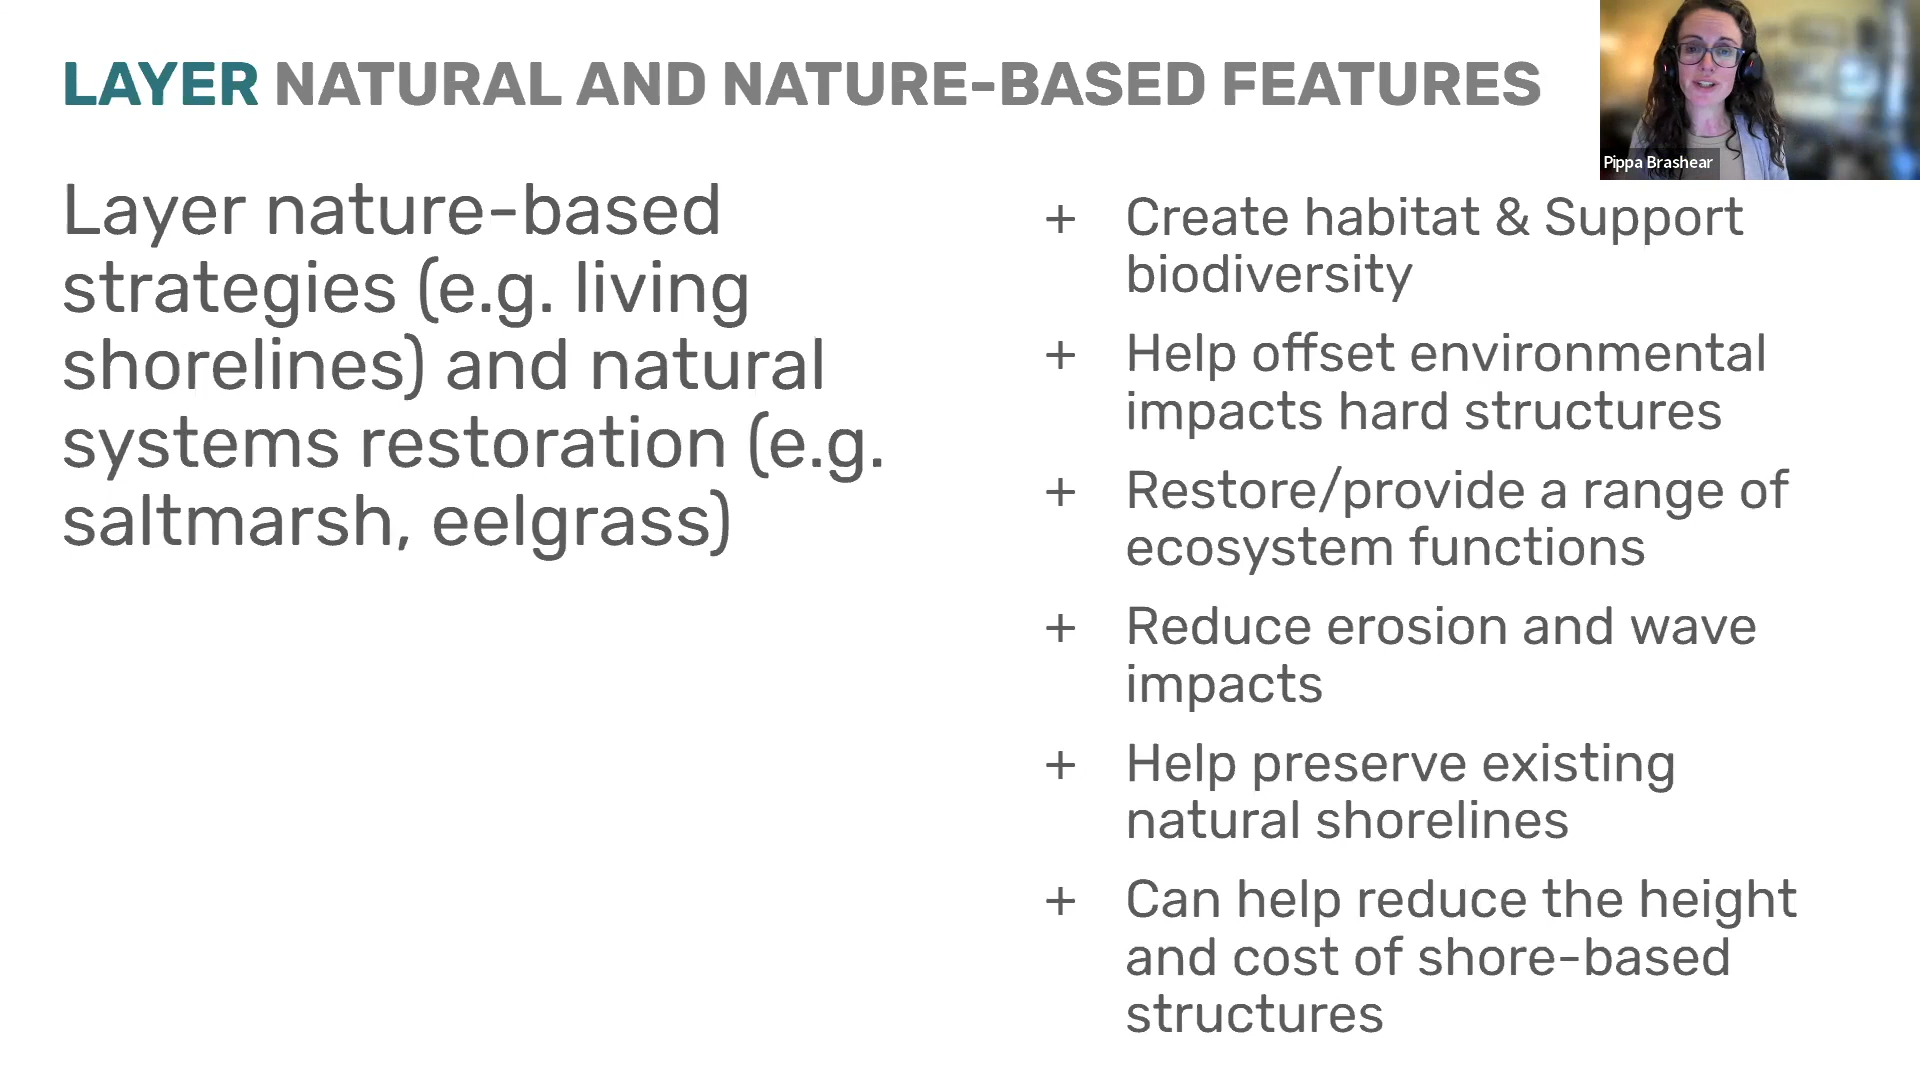 LAYER NATURAL AND NATURE-BASED FEATURES
Pippa Brashear
Layer nature-based
strategies (e.g. living
shorelines) and natural
systems restoration (e.g.
saltmarsh, eelgrass)
+ Create habitat & Support
biodiversity
+ Help offset environmental
impacts hard structures
+ Restore/provide a range of
ecosystem functions
+ Reduce erosion and wave
impacts
+ Help preserve existing
natural shorelines
+ Can help reduce the height
and cost of shore-based
structures